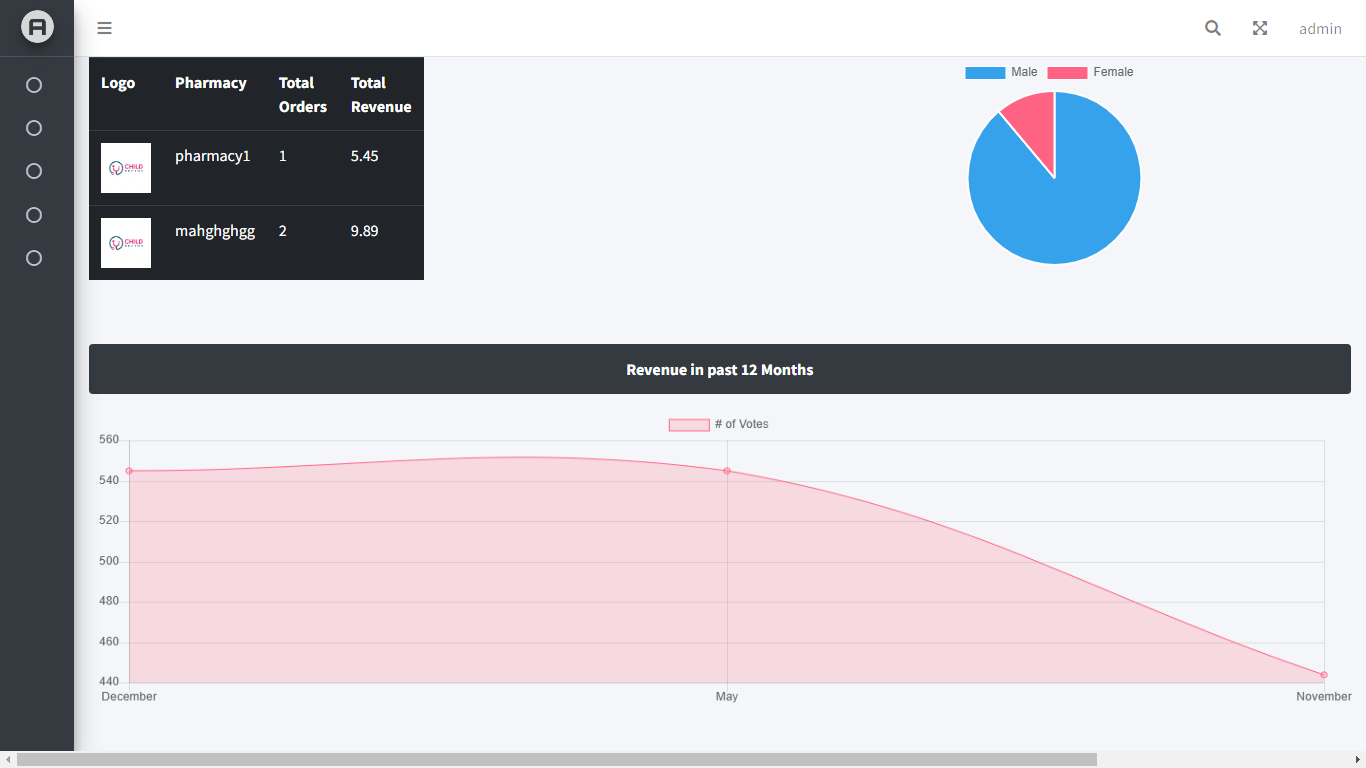 A
admin
Logo Pharmacy Total Orders Total Revenue
CHILD
pharmacy1 1 5.45
CHILD
mahghghgg 2 9.89
Male Female
Revenue in past 12 Months
# of Votes
560
540
520
500
480
460
440
December May November